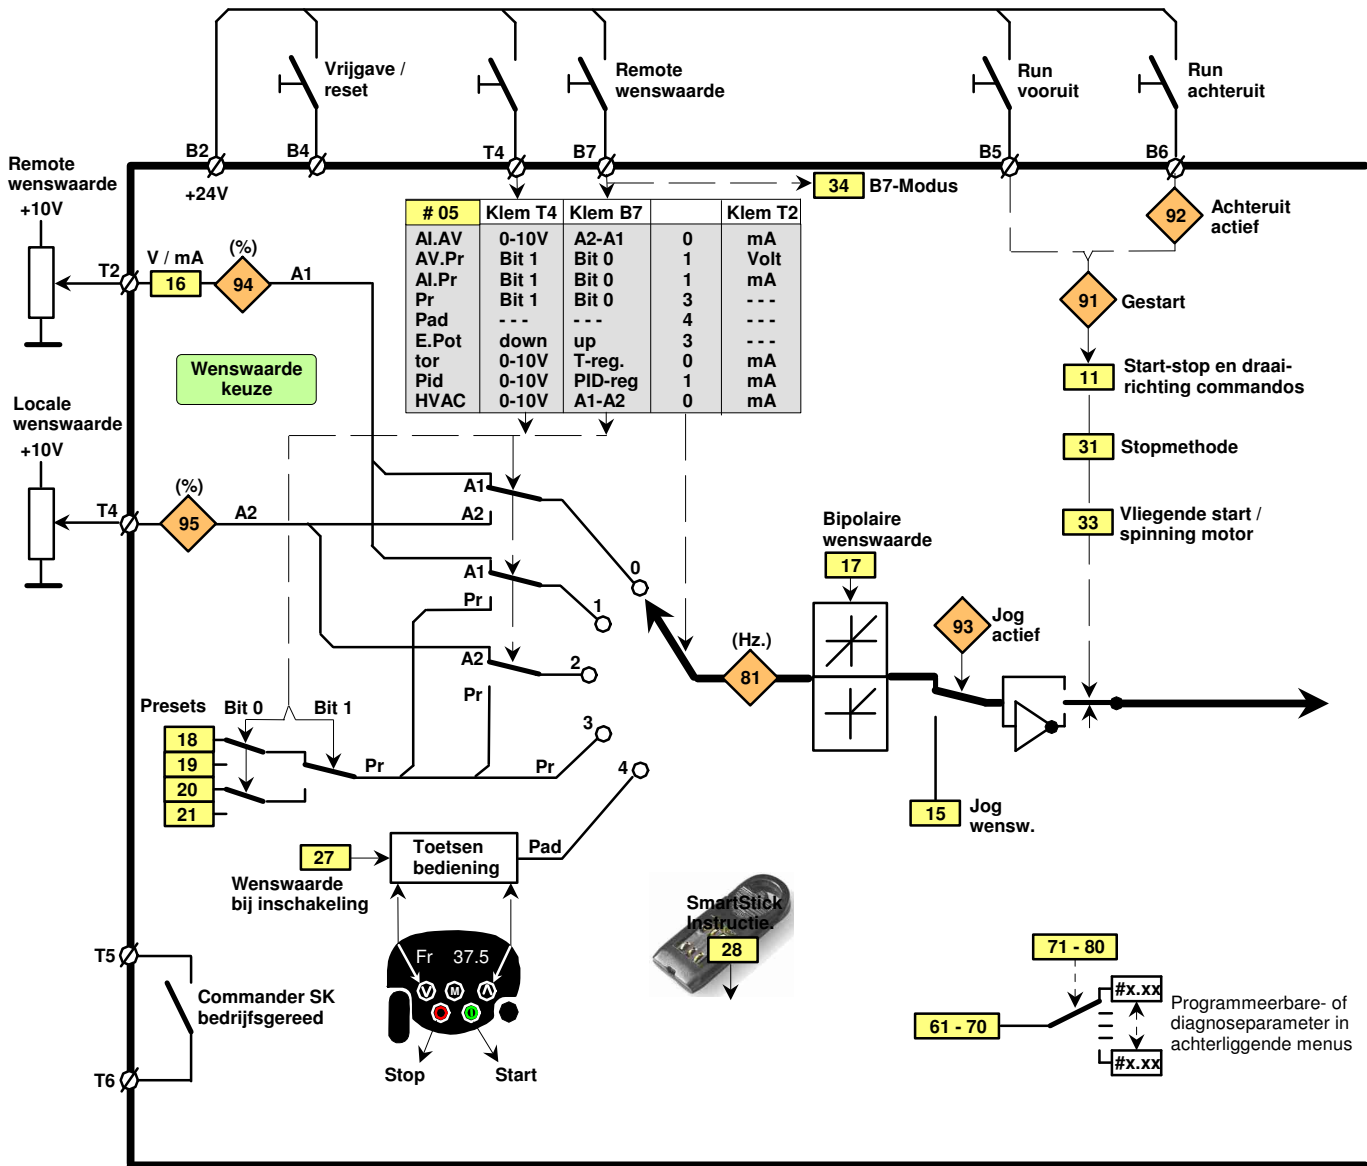 Vrijgave /
reset
Remote
wenswaarde
Run
vooruit
Run
achteruit
B2
B4
T4
B7
B5
B6
+24V
Remote
wenswaarde
+10V
34 B7-Modus
92 Achteruit
actief
# 05 Klem T4 Klem B7 Klem T2
AI.AV 0-10V A2-A1 0 mA
AV.Pr Bit 1 Bit 0 1 Volt
AI.Pr Bit 1 Bit 0 1 mA
Pr Bit 1 Bit 0 3 - - -
Pad - - - - - - 4 - - -
E.Pot down up 3 - - -
tor 0-10V T-reg. 0 mA
Pid 0-10V PID-reg 1 mA
HVAC 0-10V A1-A2 0 mA
T2
V / mA
16
(%)
94
A1
91 Gestart
Wenswaarde
keuze
11 Start-stop en draai-
richting commandos
Locale
wenswaarde
+10V
31 Stopmethode
T4
(%)
95
A2
A1
A2
33 Vliegende start /
spinning motor
Bipolaire
wenswaarde
17
A1
Pr
0
1
A2
Pr
2
(Hz.)
81
93 Jog
actief
Presets
Bit 0
Bit 1
18
19
20
21
Pr
Pr
3
4
15 Jog
wensw.
27
Wenswaarde
bij inschakeling
Toetsen
bediening
Pad
SmartStick
Instructie.
28
Fr 37.5
M
Stop
Start
T5
Commander SK
bedrijfsgereed
T6
71 - 80
61 - 70
#x.xx
#x.xx
Programmeerbare- of
diagnoseparameter in
achterliggende menus